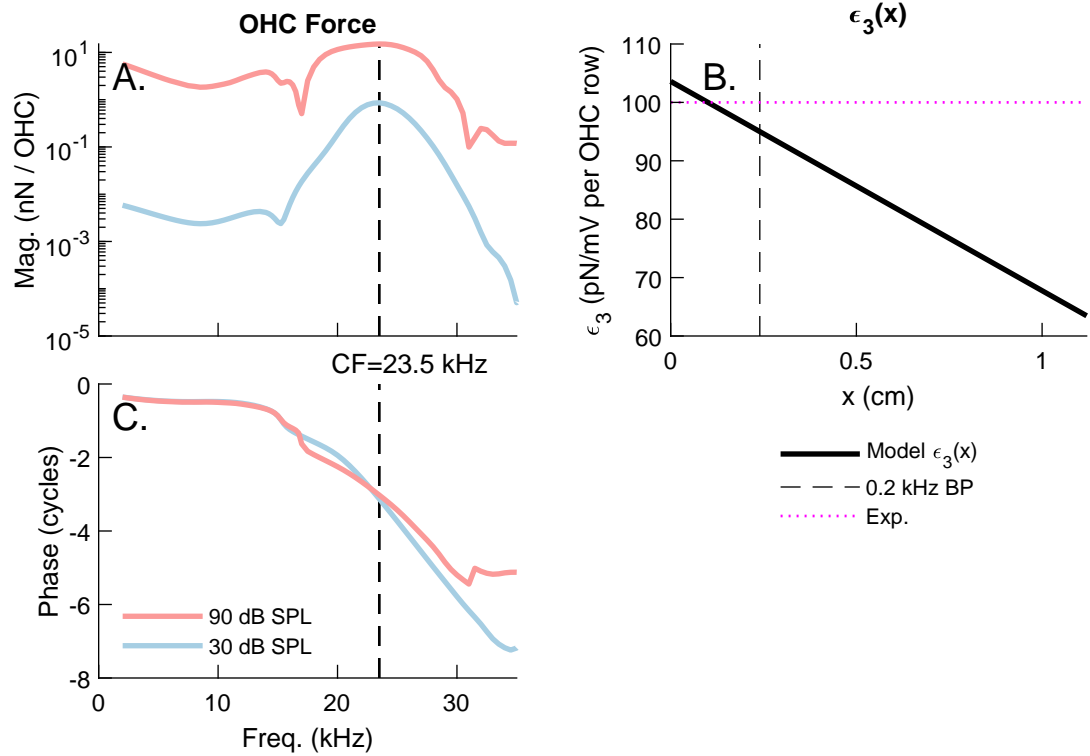 OHC Force
A.
10^1
10^-1
10^-3
10^-5
Mag. (nN / OHC)
CF=23.5 kHz
C.
0
-2
-4
-6
-8
Phase (cycles)
90 dB SPL
30 dB SPL
0 10 20 30
Freq. (kHz)
ϵ3(x)
B.
110
100
90
80
70
60
ϵ3 (pN/mV per OHC row)
0 0.5 1
x (cm)
Model ϵ3(x)
0.2 kHz BP
Exp.